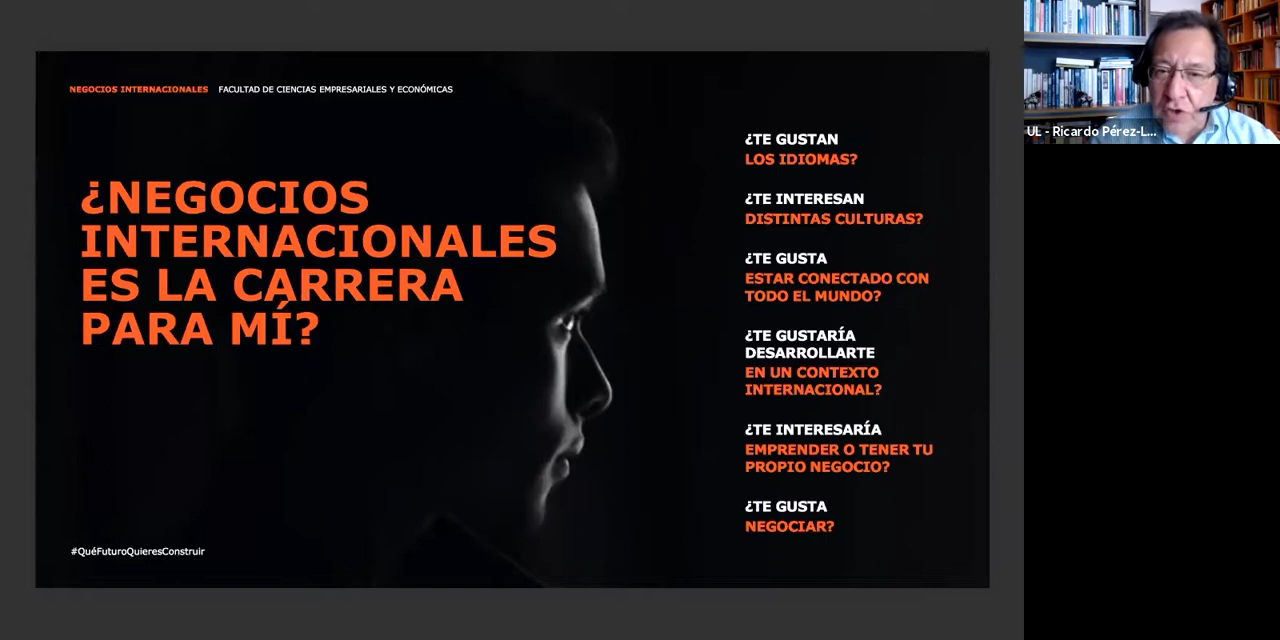 NEGOCIOS INTERNACIONALES FACULTAD DE CIENCIAS EMPRESARIALES Y ECONÓMICAS
¿NEGOCIOS
INTERNACIONALES
ES LA CARRERA
PARA MÍ?
¿TE GUSTAN
LOS IDIOMAS?
¿TE INTERESAN
DISTINTAS CULTURAS?
¿TE GUSTA
ESTAR CONECTADO CON
TODO EL MUNDO?
¿TE GUSTARÍA
DESARROLLARTE
EN UN CONTEXTO
INTERNACIONAL?
¿TE INTERESARÍA
EMPRENDER O TENER TU
PROPIO NEGOCIO?
¿TE GUSTA
NEGOCIAR?
#QuéFuturoQuieresConstruir
UL - Ricardo Pérez-L...